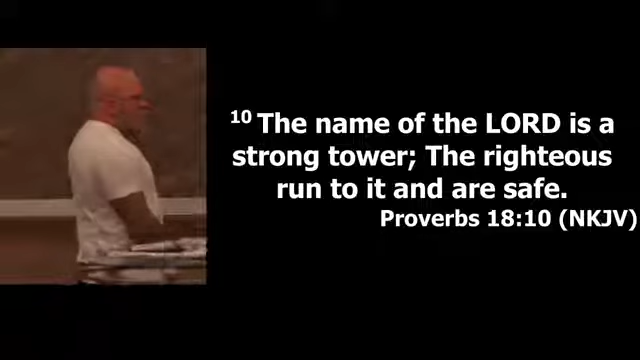 10 The name of the LORD is a
strong tower; The righteous
run to it and are safe.
Proverbs 18:10 (NKJV)